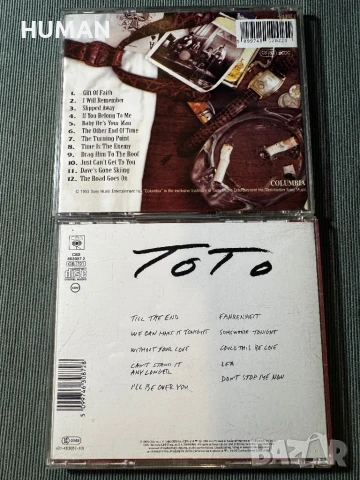 HUMAN
1. Gift Of Faith
2. I Will Remember
3. Slipped Away
4. If You Belong To Me
5. Baby He's Your Man
6. The Other End Of Time
7. The Turning Point
8. Time Is The Enemy
9. Drag Him To The Roof
10. Just Can't Get To You
11. Dave's Gone Skiing
12. The Road Goes On
COLUMBIA
CBS
TOTO
TILL THE END
WE CAN MAKE IT TONIGHT
WITHOUT YOUR LOVE
CAN'T STAND IT
ANY LONGER
I'LL BE OVER YOU
FAHRENHEIT
SOMEWHERE TONIGHT
COULD THIS BE LOVE
LEA
DON'T STOP ME NOW
bazar